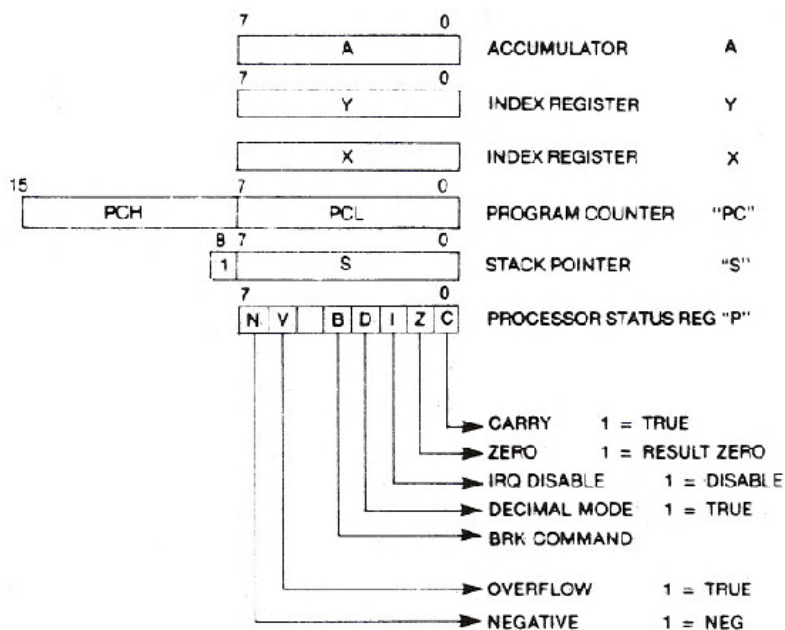 7 0
A ACCUMULATOR A
7 0
Y INDEX REGISTER Y
X INDEX REGISTER X
15 7 0
PCH PCL PROGRAM COUNTER "PC"
8 7 0
1 S STACK POINTER "S"
7 0
N V B D I Z C PROCESSOR STATUS REG "P"
CARRY 1 = TRUE
ZERO 1 = RESULT ZERO
IRQ DISABLE 1 = DISABLE
DECIMAL MODE 1 = TRUE
BRK COMMAND
OVERFLOW 1 = TRUE
NEGATIVE 1 = NEG